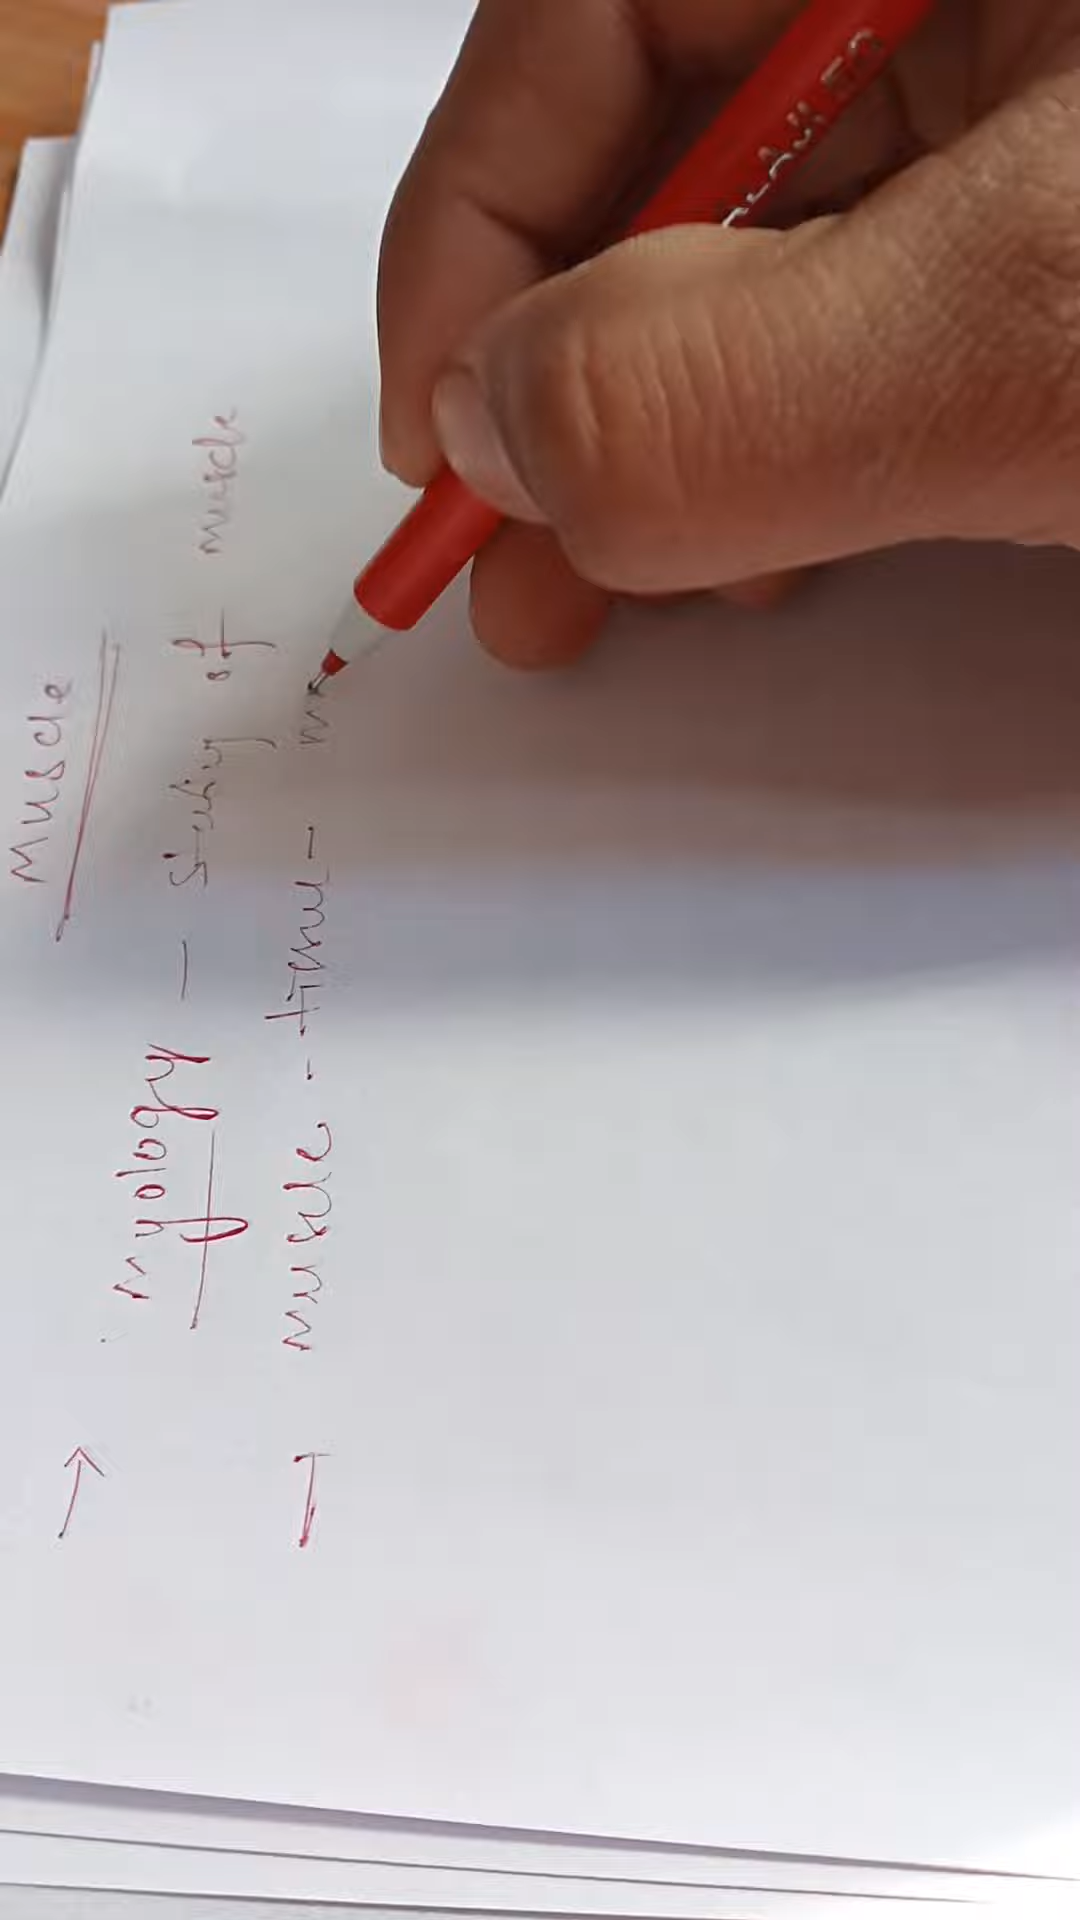 Muscle
→ myology — study of muscle
muscle - tissue - m